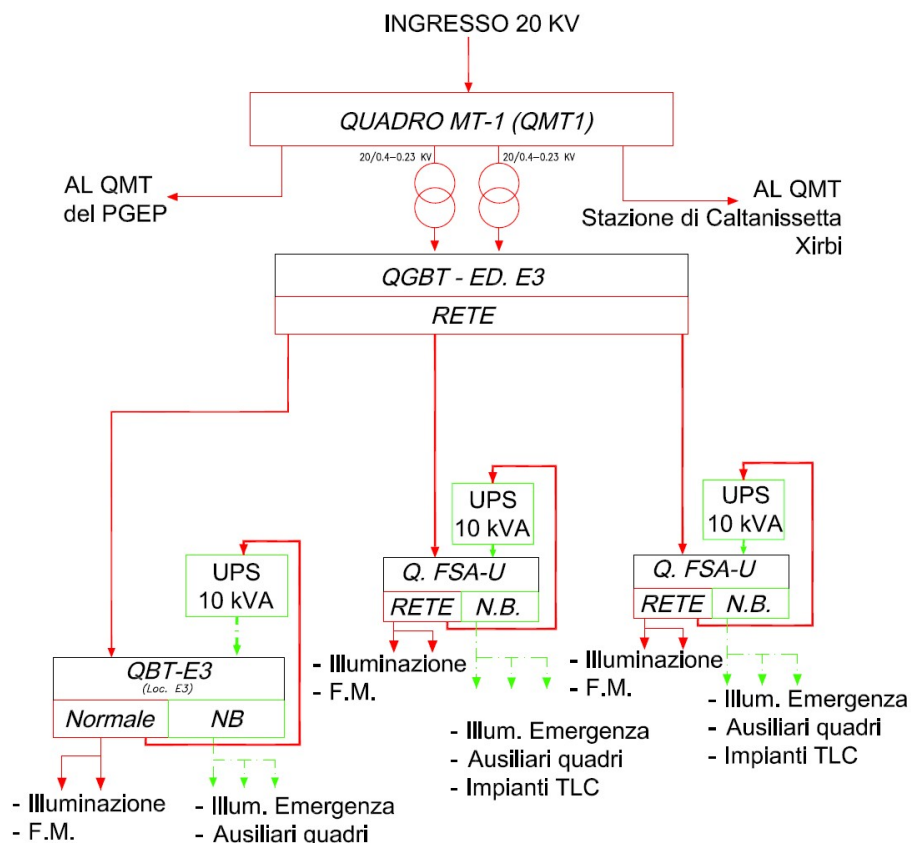 INGRESSO 20 KV
QUADRO MT-1 (QMT1)
20/0.4-0.23 KV
20/0.4-0.23 KV
AL QMT
del PGEP
AL QMT
Stazione di Caltanissetta
Xirbi
QGBT - ED. E3
RETE
UPS
10 kVA
QBT-E3
(Loc. E3)
Normale
NB
- Illuminazione
- F.M.
- Illum. Emergenza
- Ausiliari quadri
UPS
10 kVA
Q. FSA-U
RETE
N.B.
- Illuminazione
- F.M.
- Illum. Emergenza
- Ausiliari quadri
- Impianti TLC
UPS
10 kVA
Q. FSA-U
RETE
N.B.
- Illuminazione
- F.M.
- Illum. Emergenza
- Ausiliari quadri
- Impianti TLC